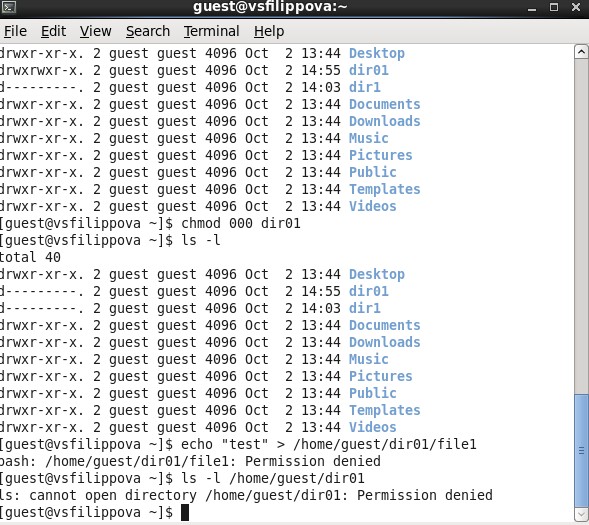 guest@vsfilippova:~
File Edit View Search Terminal Help
drwxr-xr-x. 2 guest guest 4096 Oct  2 13:44 Desktop
drwxrwxr-x. 2 guest guest 4096 Oct  2 14:55 dir01
d---------. 2 guest guest 4096 Oct  2 14:03 dir1
drwxr-xr-x. 2 guest guest 4096 Oct  2 13:44 Documents
drwxr-xr-x. 2 guest guest 4096 Oct  2 13:44 Downloads
drwxr-xr-x. 2 guest guest 4096 Oct  2 13:44 Music
drwxr-xr-x. 2 guest guest 4096 Oct  2 13:44 Pictures
drwxr-xr-x. 2 guest guest 4096 Oct  2 13:44 Public
drwxr-xr-x. 2 guest guest 4096 Oct  2 13:44 Templates
drwxr-xr-x. 2 guest guest 4096 Oct  2 13:44 Videos
[guest@vsfilippova ~]$ chmod 000 dir01
[guest@vsfilippova ~]$ ls -l
total 40
drwxr-xr-x. 2 guest guest 4096 Oct  2 13:44 Desktop
d---------. 2 guest guest 4096 Oct  2 14:55 dir01
d---------. 2 guest guest 4096 Oct  2 14:03 dir1
drwxr-xr-x. 2 guest guest 4096 Oct  2 13:44 Documents
drwxr-xr-x. 2 guest guest 4096 Oct  2 13:44 Downloads
drwxr-xr-x. 2 guest guest 4096 Oct  2 13:44 Music
drwxr-xr-x. 2 guest guest 4096 Oct  2 13:44 Pictures
drwxr-xr-x. 2 guest guest 4096 Oct  2 13:44 Public
drwxr-xr-x. 2 guest guest 4096 Oct  2 13:44 Templates
drwxr-xr-x. 2 guest guest 4096 Oct  2 13:44 Videos
[guest@vsfilippova ~]$ echo "test" > /home/guest/dir01/file1
bash: /home/guest/dir01/file1: Permission denied
[guest@vsfilippova ~]$ ls -l /home/guest/dir01
ls: cannot open directory /home/guest/dir01: Permission denied
[guest@vsfilippova ~]$